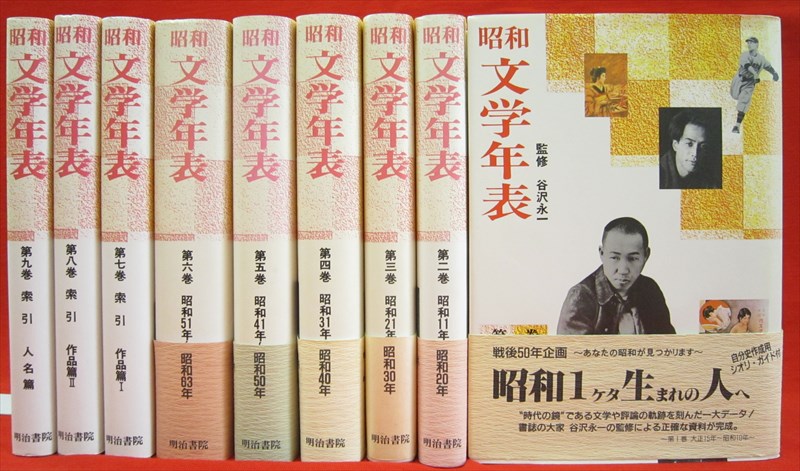 昭和
文学年表
第九巻 索引 人名篇
明治書院
昭和
文学年表
第八巻 索引 作品篇Ⅱ
明治書院
昭和
文学年表
第七巻 索引 作品篇Ⅰ
明治書院
昭和
文学年表
第六巻 昭和51年
昭和63年
明治書院
昭和
文学年表
第五巻 昭和41年
昭和50年
明治書院
昭和
文学年表
第四巻 昭和31年
昭和40年
明治書院
昭和
文学年表
第三巻 昭和21年
昭和30年
明治書院
昭和
文学年表
第二巻 昭和11年
昭和20年
明治書院
昭和
文学年表
監修 谷沢永一
戦後50年企画 ～あなたの昭和が見つかります～
自分史作成用
シオリ・ガイド付
昭和1ケタ生まれの人へ
"時代の鏡"である文学や評論の軌跡を刻んだ一大データ!
書誌の大家 谷沢永一の監修による正確な資料が完成。
─第1巻 大正15年～昭和10年─